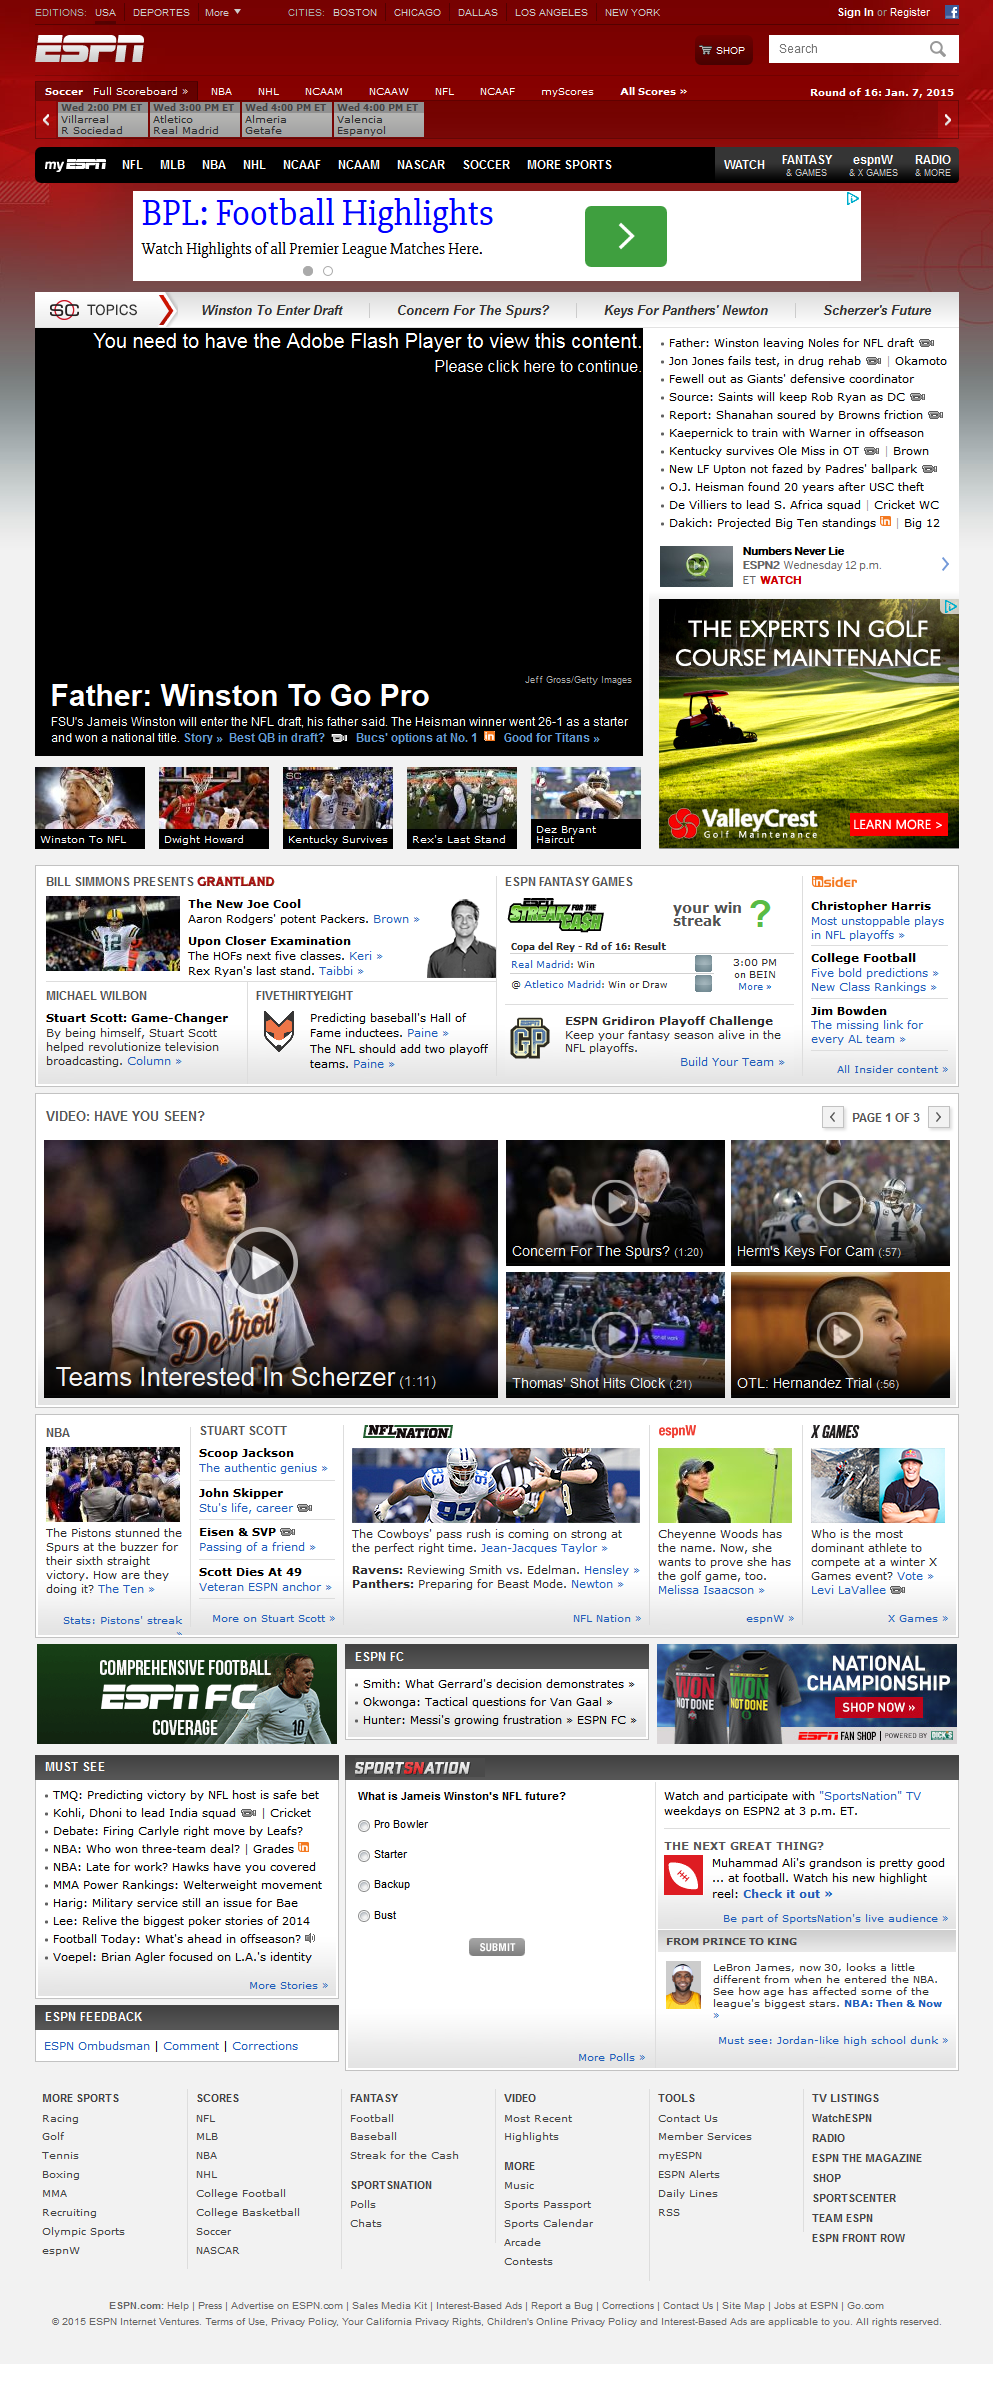 EDITIONS: USA DEPORTES More CITIES: BOSTON CHICAGO DALLAS LOS ANGELES NEW YORK Sign In or Register
ESPN SHOP Search
Soccer Full Scoreboard » NBA NHL NCAAM NCAAW NFL NCAAF myScores All Scores » Round of 16: Jan. 7, 2015
Wed 2:00 PM ET Wed 3:00 PM ET Wed 4:00 PM ET Wed 4:00 PM ET
Villarreal Atletico Almeria Valencia
R Sociedad Real Madrid Getafe Espanyol
my ESPN NFL MLB NBA NHL NCAAF NCAAM NASCAR SOCCER MORE SPORTS WATCH FANTASY & GAMES espnW & X GAMES RADIO & MORE
BPL: Football Highlights
Watch Highlights of all Premier League Matches Here.
SC TOPICS Winston To Enter Draft Concern For The Spurs? Keys For Panthers' Newton Scherzer's Future
You need to have the Adobe Flash Player to view this content.
Please click here to continue.
Jeff Gross/Getty Images
Father: Winston To Go Pro
FSU's Jameis Winston will enter the NFL draft, his father said. The Heisman winner went 26-1 as a starter
and won a national title. Story » Best QB in draft? Bucs' options at No. 1 in Good for Titans »
Winston To NFL
Dwight Howard
SC
Kentucky Survives
Rex's Last Stand
Dez Bryant
Haircut
Father: Winston leaving Noles for NFL draft
Jon Jones fails test, in drug rehab | Okamoto
Fewell out as Giants' defensive coordinator
Source: Saints will keep Rob Ryan as DC
Report: Shanahan soured by Browns friction
Kaepernick to train with Warner in offseason
Kentucky survives Ole Miss in OT | Brown
New LF Upton not fazed by Padres' ballpark
O.J. Heisman found 20 years after USC theft
De Villiers to lead S. Africa squad | Cricket WC
Dakich: Projected Big Ten standings in | Big 12
Numbers Never Lie
ESPN2 Wednesday 12 p.m.
ET WATCH
THE EXPERTS IN GOLF
COURSE MAINTENANCE
ValleyCrest
Golf Maintenance
LEARN MORE >
BILL SIMMONS PRESENTS GRANTLAND
The New Joe Cool
Aaron Rodgers' potent Packers. Brown »
Upon Closer Examination
The HOFs next five classes. Keri »
Rex Ryan's last stand. Taibbi »
MICHAEL WILBON
Stuart Scott: Game-Changer
By being himself, Stuart Scott
helped revolutionize television
broadcasting. Column »
FIVETHIRTYEIGHT
Predicting baseball's Hall of
Fame inductees. Paine »
The NFL should add two playoff
teams. Paine »
ESPN FANTASY GAMES
STREAK FOR THE CASH
your win
streak ?
Copa del Rey - Rd of 16: Result
Real Madrid: Win
@ Atletico Madrid: Win or Draw
3:00 PM
on BEIN
More »
GP
ESPN Gridiron Playoff Challenge
Keep your fantasy season alive in the
NFL playoffs.
Build Your Team »
insider
Christopher Harris
Most unstoppable plays
in NFL playoffs »
College Football
Five bold predictions »
New Class Rankings »
Jim Bowden
The missing link for
every AL team »
All Insider content »
VIDEO: HAVE YOU SEEN? PAGE 1 OF 3
Detroit
Teams Interested In Scherzer (1:11)
Concern For The Spurs? (1:20)
Herm's Keys For Cam (:57)
Thomas' Shot Hits Clock (:21)
OTL: Hernandez Trial (:56)
NBA
The Pistons stunned the
Spurs at the buzzer for
their sixth straight
victory. How are they
doing it? The Ten »
Stats: Pistons' streak
»
STUART SCOTT
Scoop Jackson
The authentic genius »
John Skipper
Stu's life, career
Eisen & SVP
Passing of a friend »
Scott Dies At 49
Veteran ESPN anchor »
More on Stuart Scott »
NFL NATION
93
9
The Cowboys' pass rush is coming on strong at
the perfect right time. Jean-Jacques Taylor »
Ravens: Reviewing Smith vs. Edelman. Hensley »
Panthers: Preparing for Beast Mode. Newton »
NFL Nation »
espnW
Cheyenne Woods has
the name. Now, she
wants to prove she has
the golf game, too.
Melissa Isaacson »
espnW »
X GAMES
Who is the most
dominant athlete to
compete at a winter X
Games event? Vote »
Levi LaVallee
X Games »
COMPREHENSIVE FOOTBALL
ESPN FC
COVERAGE
10
ESPN FC
Smith: What Gerrard's decision demonstrates »
Okwonga: Tactical questions for Van Gaal »
Hunter: Messi's growing frustration » ESPN FC »
WON
NOT
DONE
WON
NOT
DONE
NATIONAL
CHAMPIONSHIP
SHOP NOW »
ESPN FAN SHOP | POWERED BY DICK'S
MUST SEE
TMQ: Predicting victory by NFL host is safe bet
Kohli, Dhoni to lead India squad | Cricket
Debate: Firing Carlyle right move by Leafs?
NBA: Who won three-team deal? | Grades in
NBA: Late for work? Hawks have you covered
MMA Power Rankings: Welterweight movement
Harig: Military service still an issue for Bae
Lee: Relive the biggest poker stories of 2014
Football Today: What's ahead in offseason?
Voepel: Brian Agler focused on L.A.'s identity
More Stories »
ESPN FEEDBACK
ESPN Ombudsman | Comment | Corrections
SPORTSNATION
What is Jameis Winston's NFL future?
Pro Bowler
Starter
Backup
Bust
SUBMIT
More Polls »
Watch and participate with "SportsNation" TV
weekdays on ESPN2 at 3 p.m. ET.
THE NEXT GREAT THING?
Muhammad Ali's grandson is pretty good
... at football. Watch his new highlight
reel: Check it out »
Be part of SportsNation's live audience »
FROM PRINCE TO KING
LeBron James, now 30, looks a little
different from when he entered the NBA.
See how age has affected some of the
league's biggest stars. NBA: Then & Now
»
Must see: Jordan-like high school dunk »
MORE SPORTS
Racing
Golf
Tennis
Boxing
MMA
Recruiting
Olympic Sports
espnW
SCORES
NFL
MLB
NBA
NHL
College Football
College Basketball
Soccer
NASCAR
FANTASY
Football
Baseball
Streak for the Cash
SPORTSNATION
Polls
Chats
VIDEO
Most Recent
Highlights
MORE
Music
Sports Passport
Sports Calendar
Arcade
Contests
TOOLS
Contact Us
Member Services
myESPN
ESPN Alerts
Daily Lines
RSS
TV LISTINGS
WatchESPN
RADIO
ESPN THE MAGAZINE
SHOP
SPORTSCENTER
TEAM ESPN
ESPN FRONT ROW
ESPN.com: Help | Press | Advertise on ESPN.com | Sales Media Kit | Interest-Based Ads | Report a Bug | Corrections | Contact Us | Site Map | Jobs at ESPN | Go.com
© 2015 ESPN Internet Ventures. Terms of Use, Privacy Policy, Your California Privacy Rights, Children's Online Privacy Policy and Interest-Based Ads are applicable to you. All rights reserved.